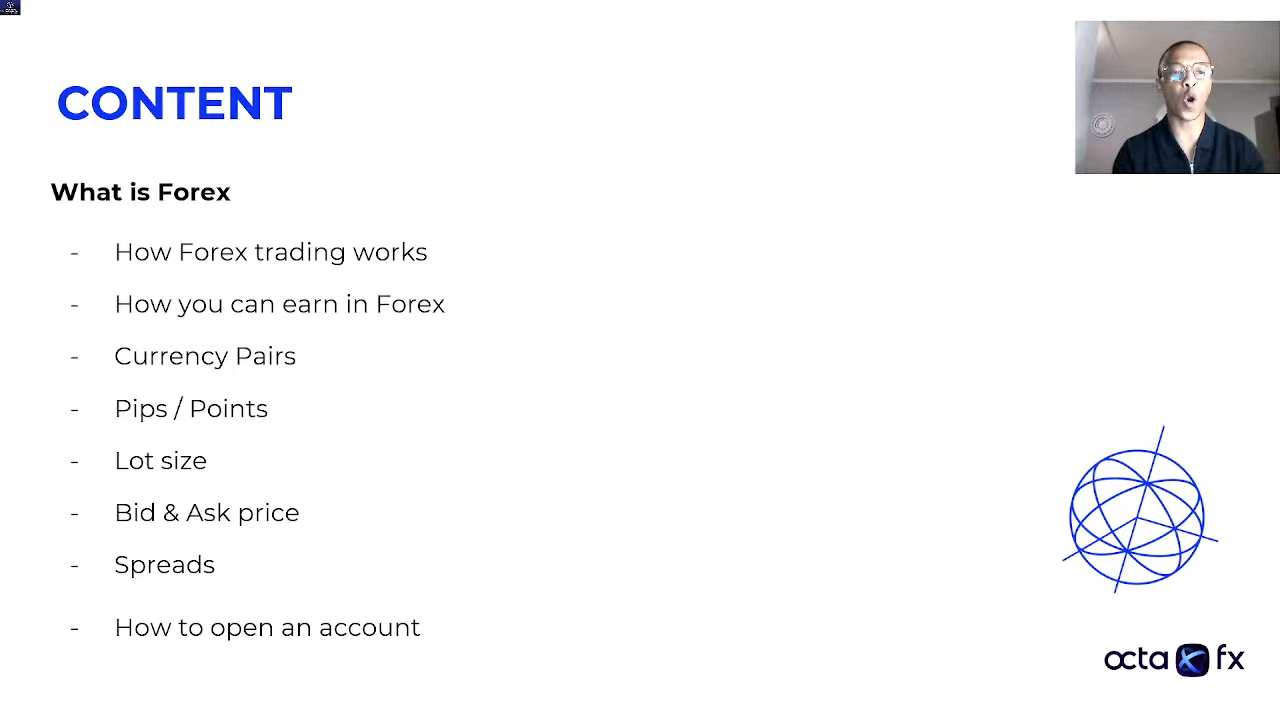 CONTENT
What is Forex
- How Forex trading works
- How you can earn in Forex
- Currency Pairs
- Pips / Points
- Lot size
- Bid & Ask price
- Spreads
- How to open an account
octa fx